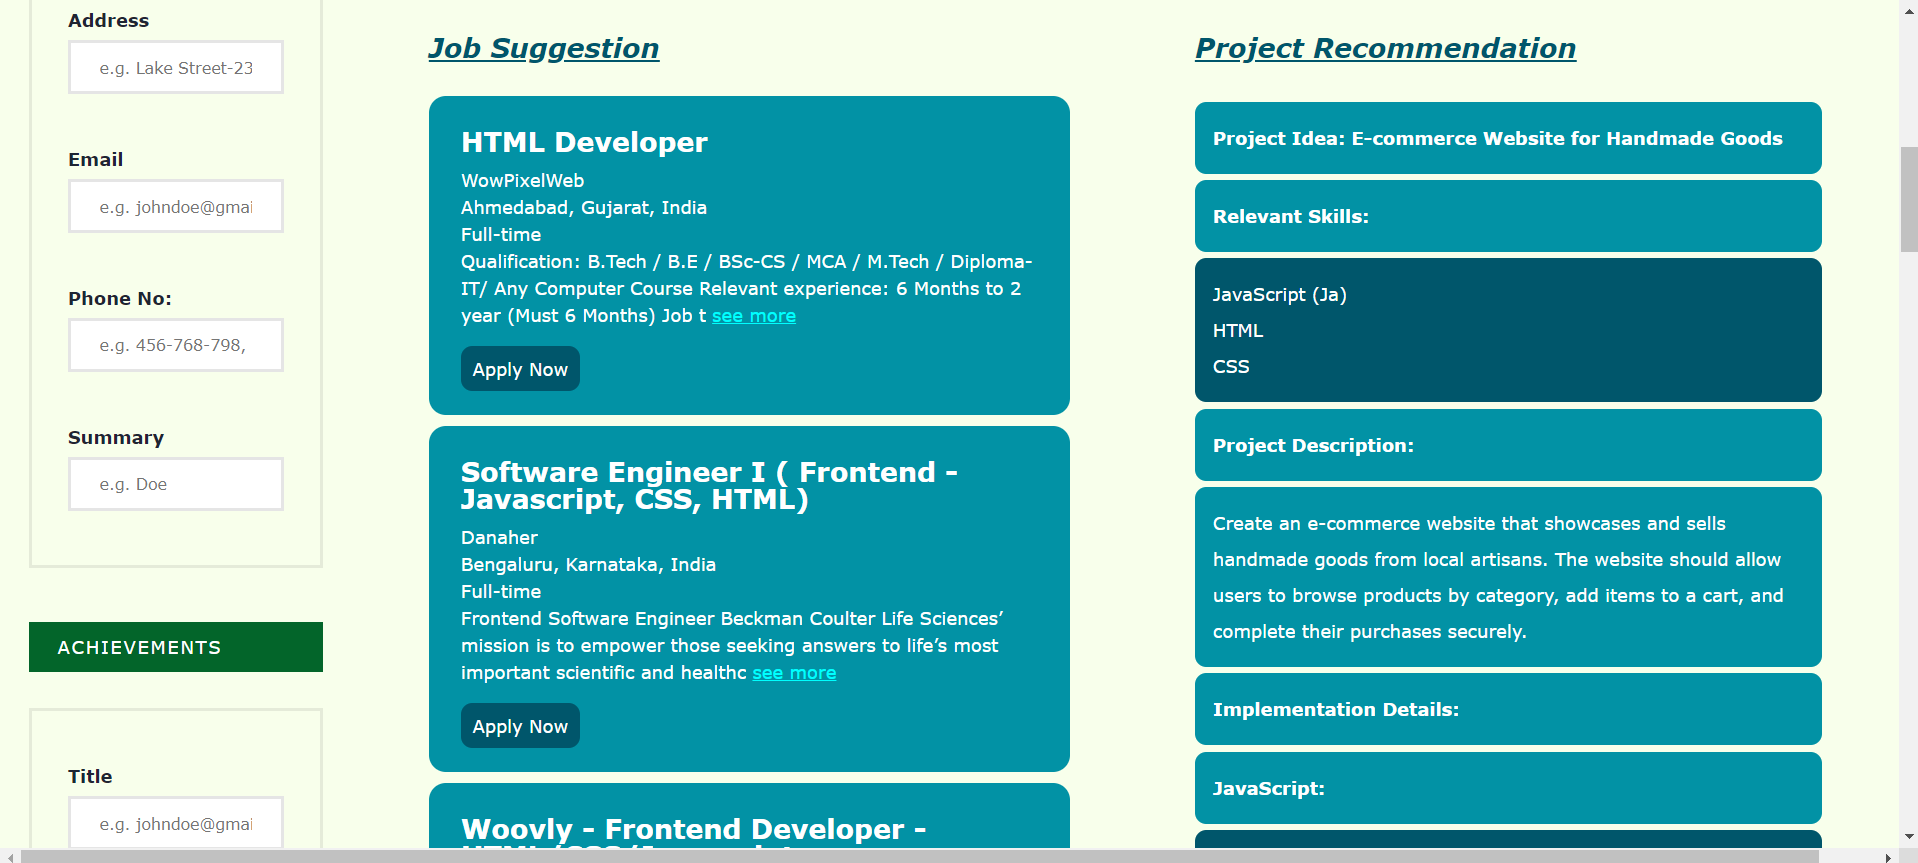 Address
e.g. Lake Street-23
Email
e.g. johndoe@gmai
Phone No:
e.g. 456-768-798,
Summary
e.g. Doe
ACHIEVEMENTS
Title
e.g. johndoe@gmai
Job Suggestion
HTML Developer
WowPixelWeb
Ahmedabad, Gujarat, India
Full-time
Qualification: B.Tech / B.E / BSc-CS / MCA / M.Tech / Diploma-
IT/ Any Computer Course Relevant experience: 6 Months to 2
year (Must 6 Months) Job t see more
Apply Now
Software Engineer I ( Frontend -
Javascript, CSS, HTML)
Danaher
Bengaluru, Karnataka, India
Full-time
Frontend Software Engineer Beckman Coulter Life Sciences’
mission is to empower those seeking answers to life’s most
important scientific and healthc see more
Apply Now
Woovly - Frontend Developer -
Project Recommendation
Project Idea: E-commerce Website for Handmade Goods
Relevant Skills:
JavaScript (Ja)
HTML
CSS
Project Description:
Create an e-commerce website that showcases and sells
handmade goods from local artisans. The website should allow
users to browse products by category, add items to a cart, and
complete their purchases securely.
Implementation Details:
JavaScript: